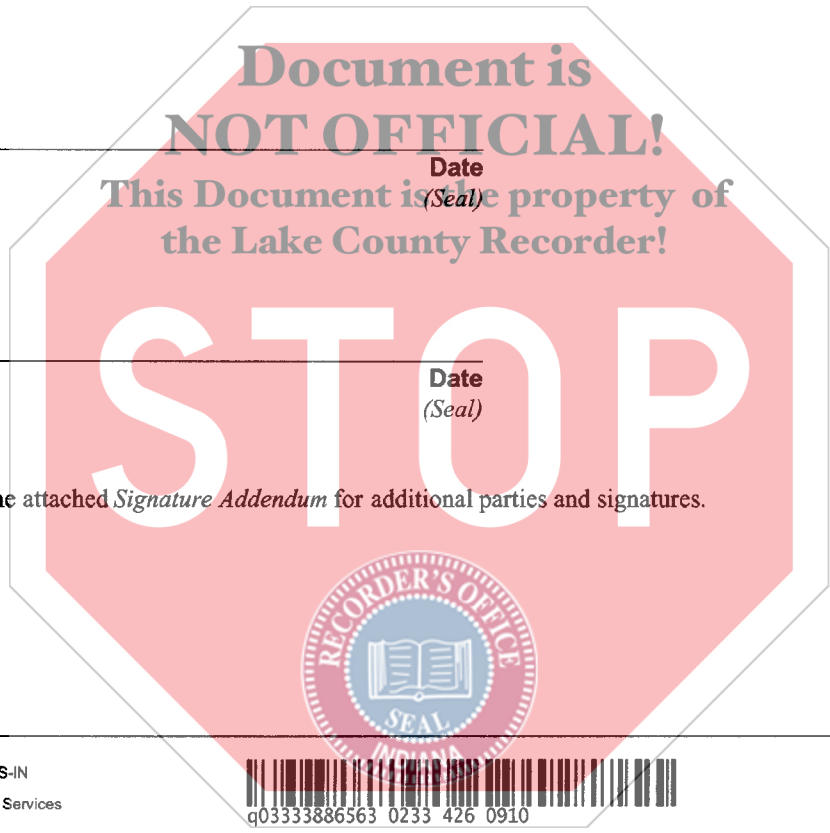 Document is
NOT OFFICIAL!
Date
This Document is the property of
(Seal)
the Lake County Recorder!
STOP
Date
(Seal)
attached Signature Addendum for additional parties and signatures.
RECORDER'S OFFICE
SEAL
INDIANA
S-IN
Services
q03333886563 0233 426 0910